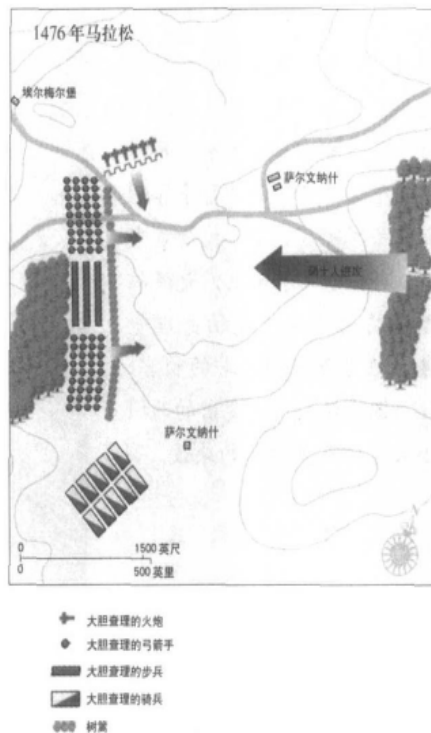 1476年马拉松
埃尔梅尔堡
萨尔文纳什
瑞士人进攻
萨尔文纳什
0 1500英尺
0 500英里
大胆查理的火炮
大胆查理的弓箭手
大胆查理的步兵
大胆查理的骑兵
树篱